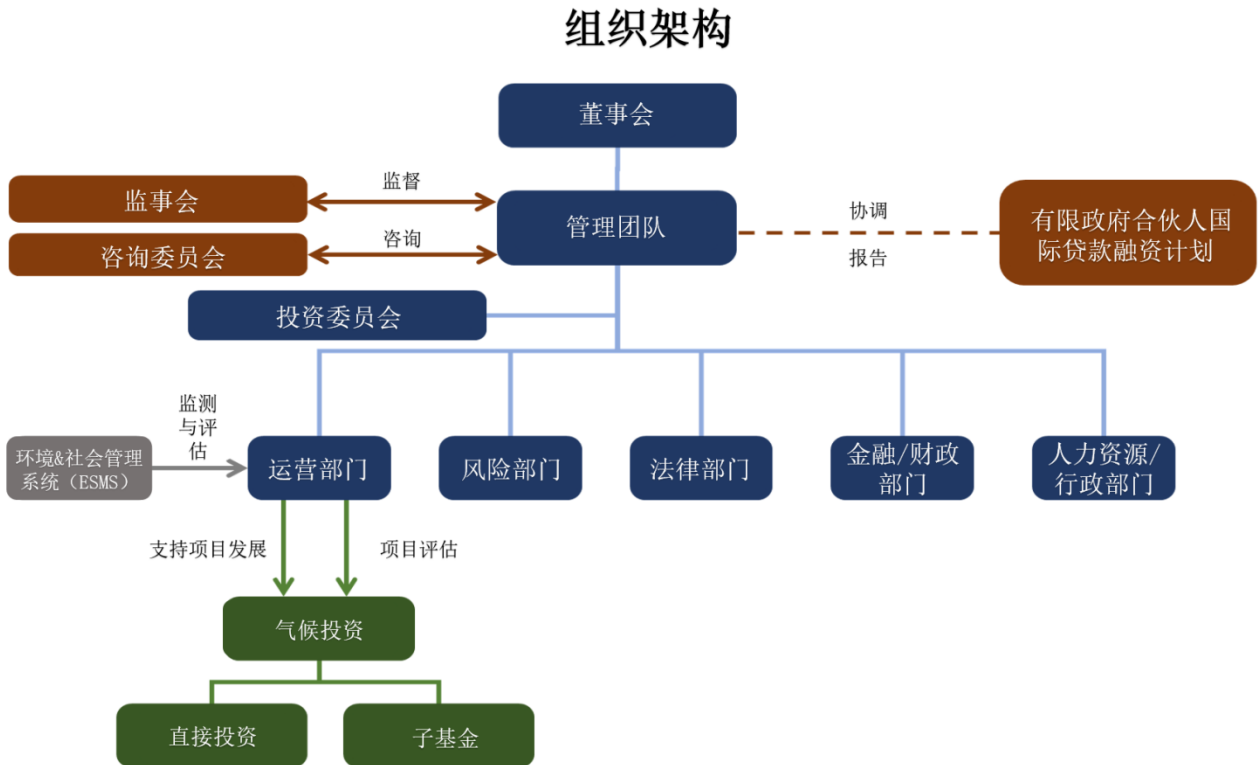 组织架构
董事会
监事会
监督
管理团队
协调
有限政府合伙人国
际贷款融资计划
咨询委员会
咨询
报告
投资委员会
监测
与评
估
环境&社会管理
系统（ESMS）
运营部门
风险部门
法律部门
金融/财政
部门
人力资源/
行政部门
支持项目发展
项目评估
气候投资
直接投资
子基金